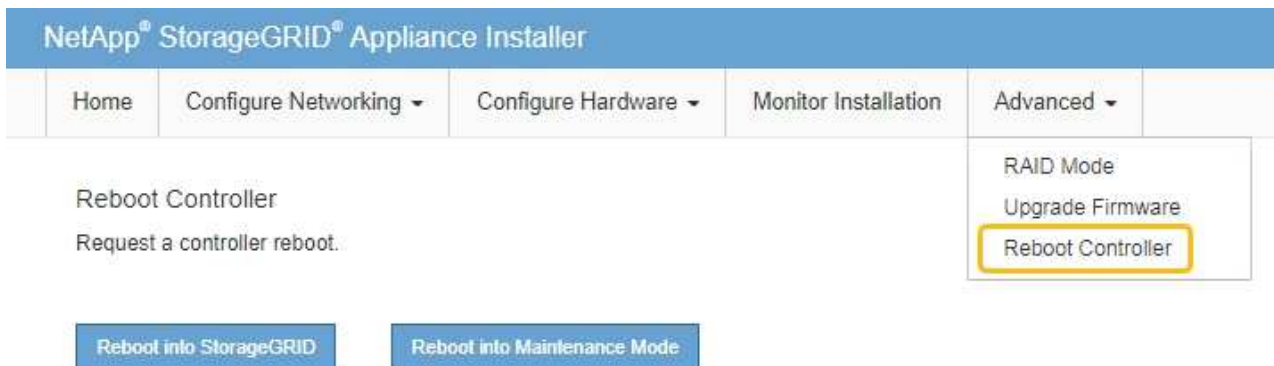 NetApp® StorageGRID® Appliance Installer
Home Configure Networking Configure Hardware Monitor Installation Advanced
RAID Mode
Upgrade Firmware
Reboot Controller
Reboot Controller
Request a controller reboot.
Reboot into StorageGRID Reboot into Maintenance Mode